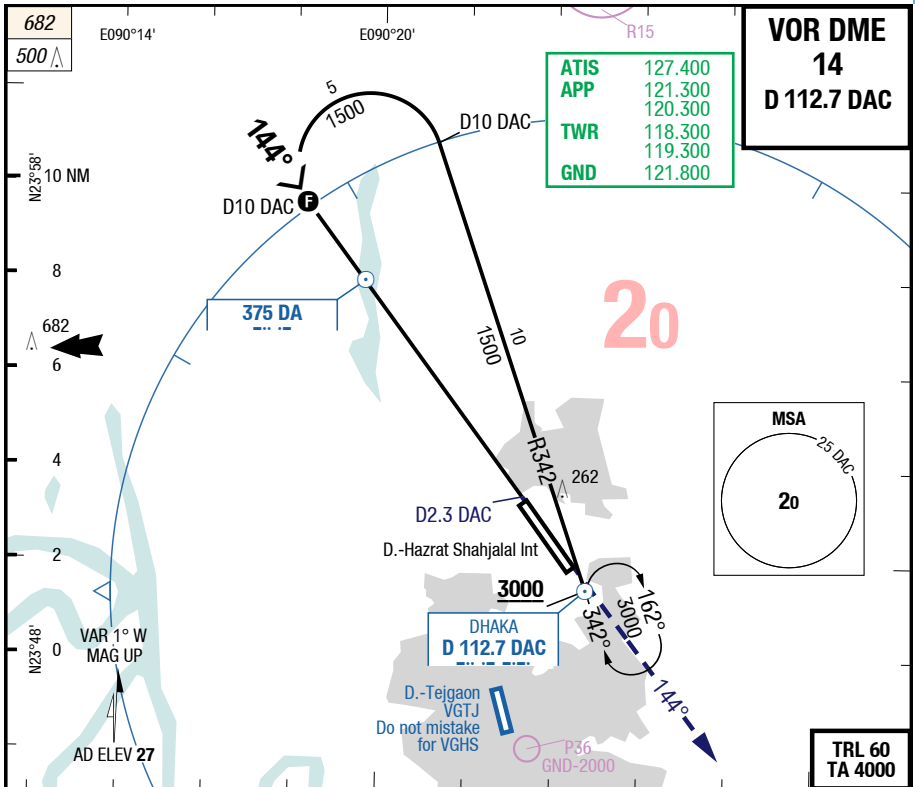 682
500
E090°14'
E090°20'
R15
VOR DME
14
D 112.7 DAC
ATIS 127.400
APP 121.300
120.300
TWR 118.300
119.300
GND 121.800
5
1500
D10 DAC
144°
N23°58'
10 NM
D10 DAC
8
375 DA
20
682
6
10
1500
MSA
25 DAC
20
4
R342
262
D2.3 DAC
D.-Hazrat Shahjalal Int
2
3000
162°
3000
342°
DHAKA
D 112.7 DAC
VAR 1° W
MAG UP
N23°48'
0
144°
D.-Tejgaon
VGTJ
Do not mistake
for VGHS
P36
GND-2000
AD ELEV 27
TRL 60
TA 4000